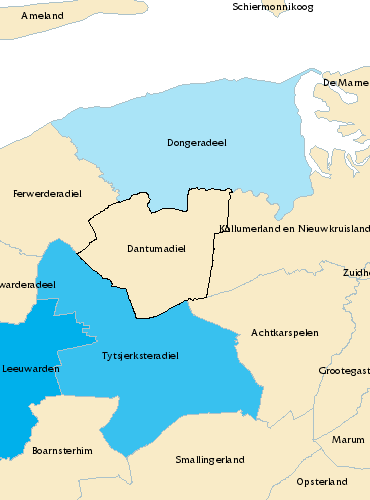 Ameland
Schiermonnikoog
De Marne
Dongeradeel
Ferwerderadiel
Kollumerland en Nieuwkruisland
Dantumadiel
Zuidho
warderadeel
Achtkarspelen
Tytsjerksteradiel
Leeuwarden
Grootegast
Marum
Boarnsterhim
Smallingerland
Opsterland